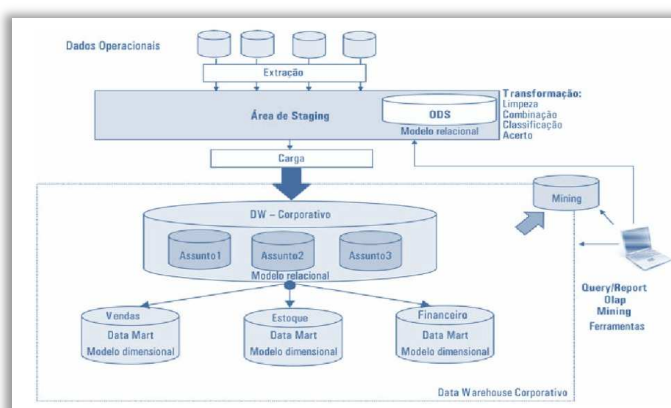 Dados Operacionais
Extração
Área de Staging
ODS
Modelo relacional
Transformação:
Limpeza
Combinação
Classificação
Acerto
Carga
Mining
DW – Corporativo
Assunto1
Assunto2
Assunto3
Modelo relacional
Query/Report
Olap
Mining
Ferramentas
Vendas
Data Mart
Modelo dimensional
Estoque
Data Mart
Modelo dimensional
Financeiro
Data Mart
Modelo dimensional
Data Warehouse Corporativo